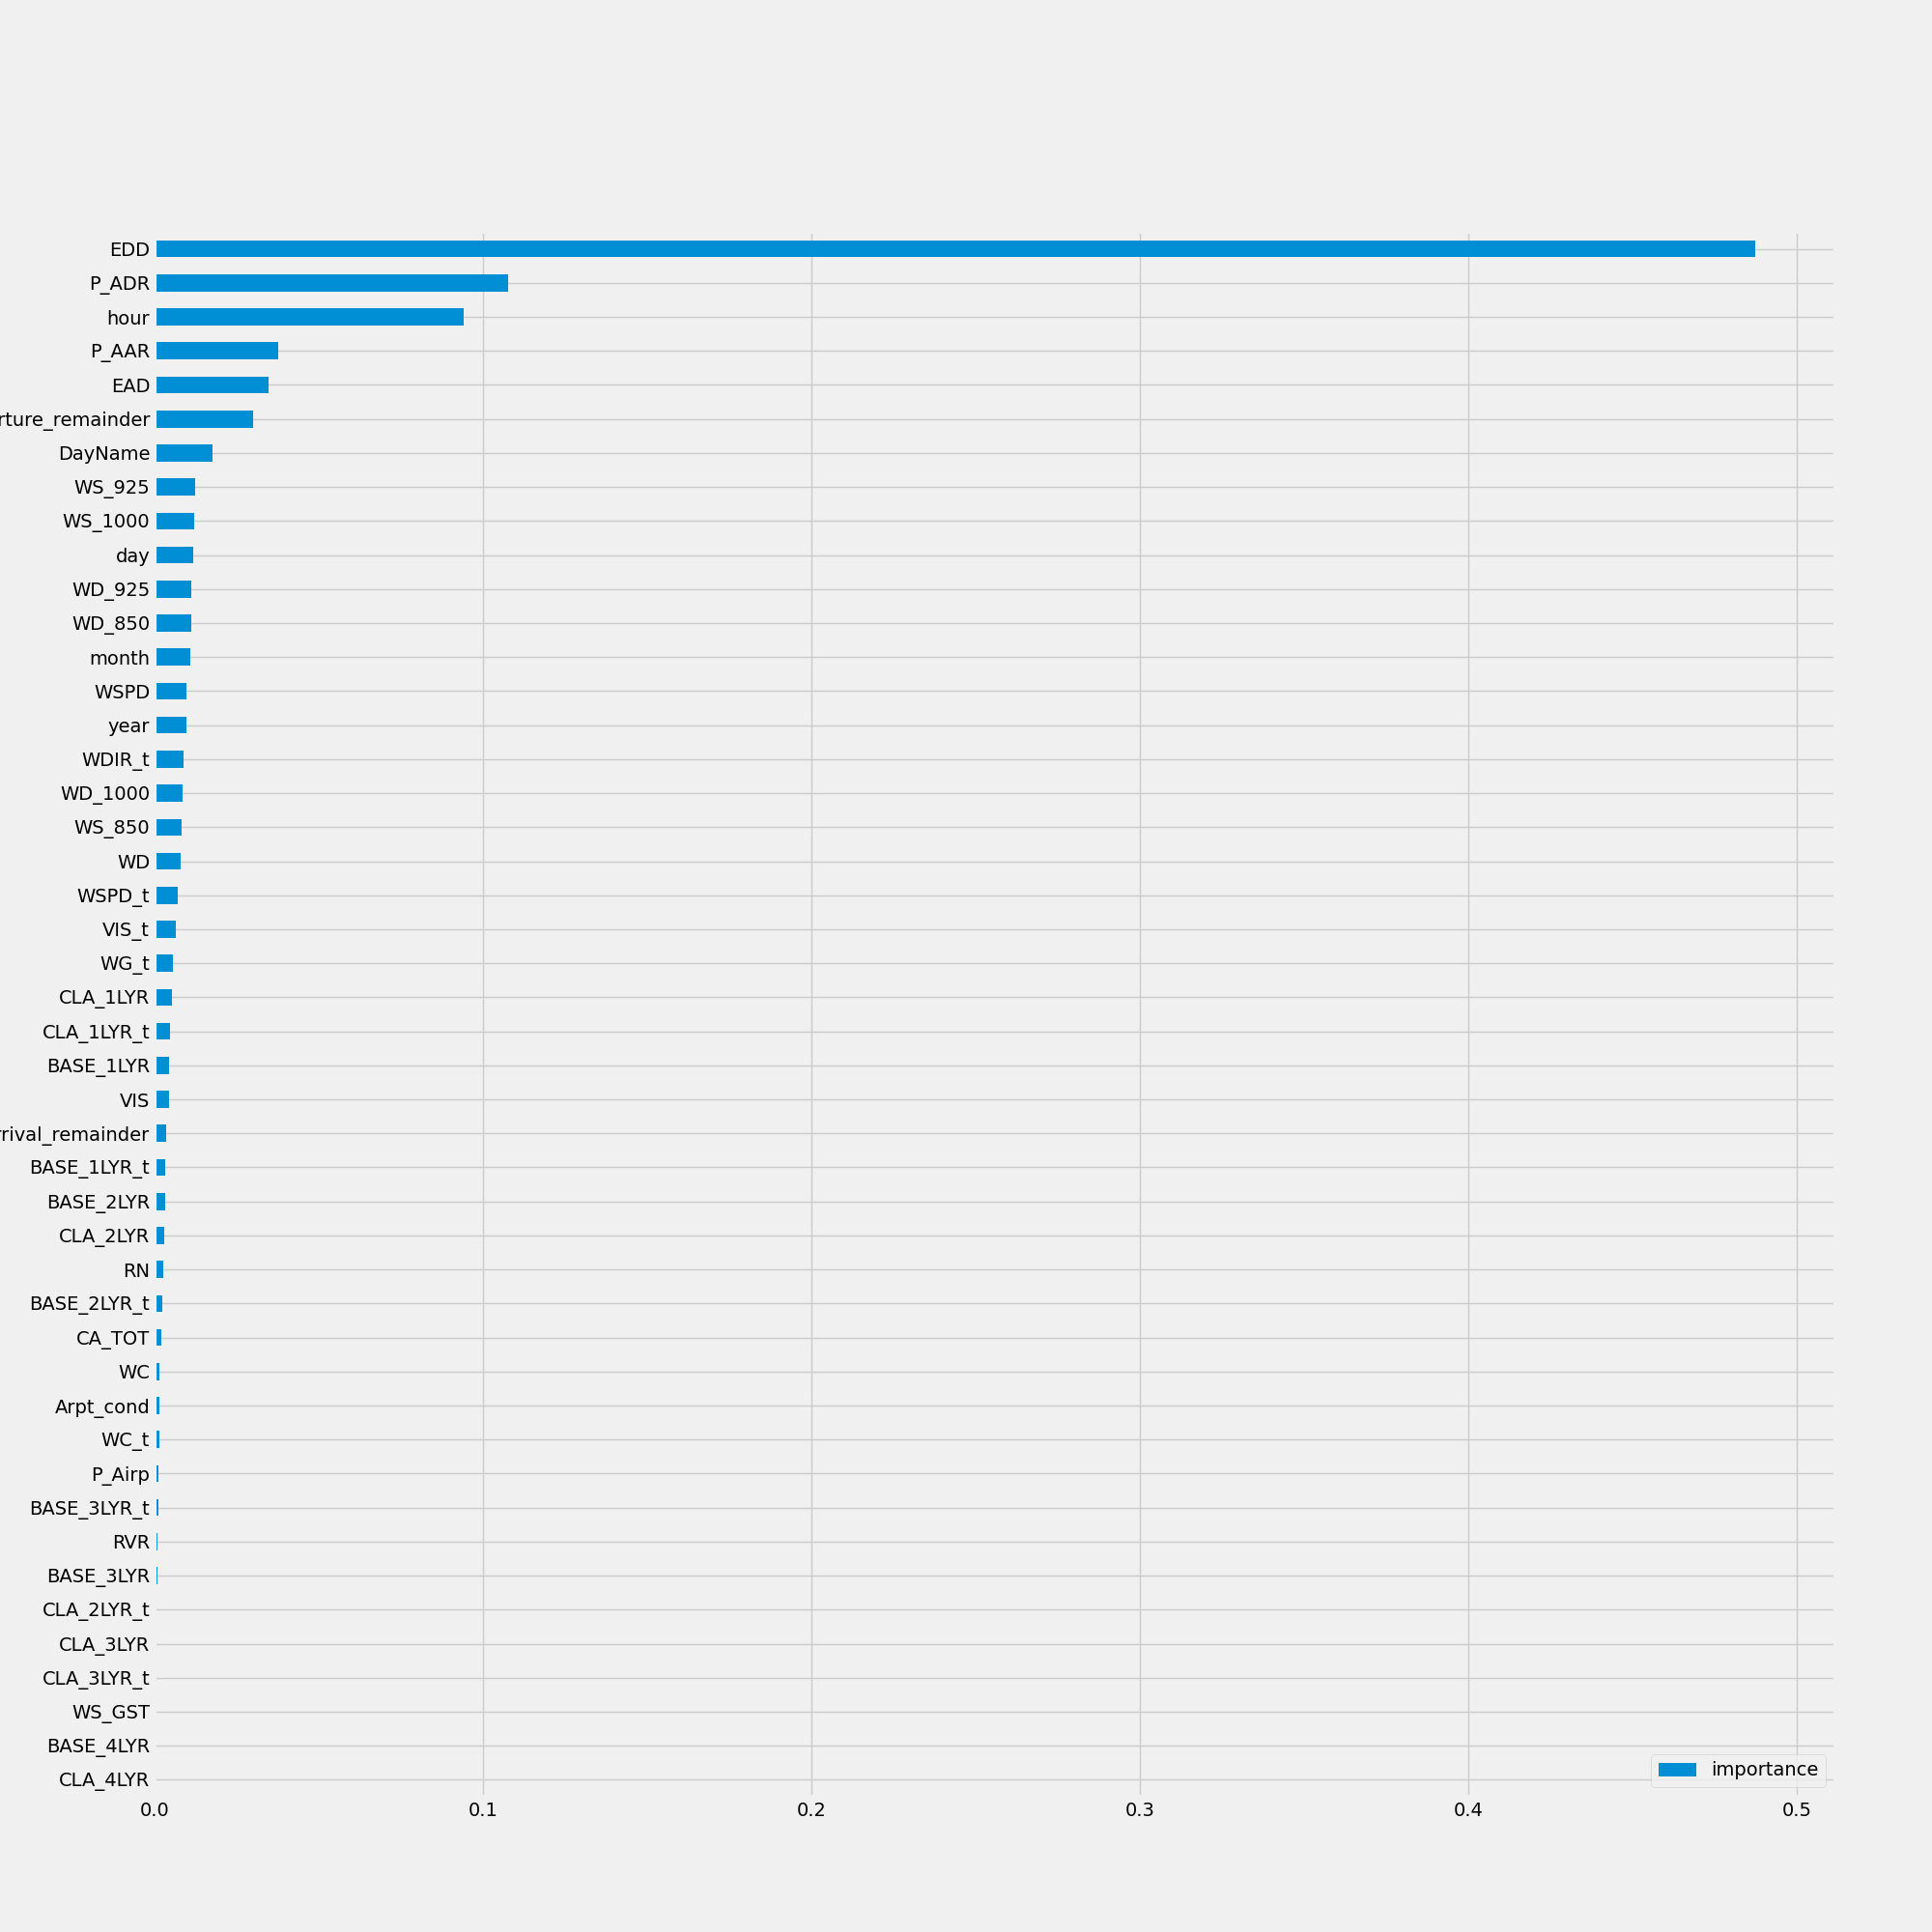 EDD
P_ADR
hour
P_AAR
EAD
rture_remainder
DayName
WS_925
WS_1000
day
WD_925
WD_850
month
WSPD
year
WDIR_t
WD_1000
WS_850
WD
WSPD_t
VIS_t
WG_t
CLA_1LYR
CLA_1LYR_t
BASE_1LYR
VIS
rrival_remainder
BASE_1LYR_t
BASE_2LYR
CLA_2LYR
RN
BASE_2LYR_t
CA_TOT
WC
Arpt_cond
WC_t
P_Airp
BASE_3LYR_t
RVR
BASE_3LYR
CLA_2LYR_t
CLA_3LYR
CLA_3LYR_t
WS_GST
BASE_4LYR
CLA_4LYR
importance
0.0 0.1 0.2 0.3 0.4 0.5